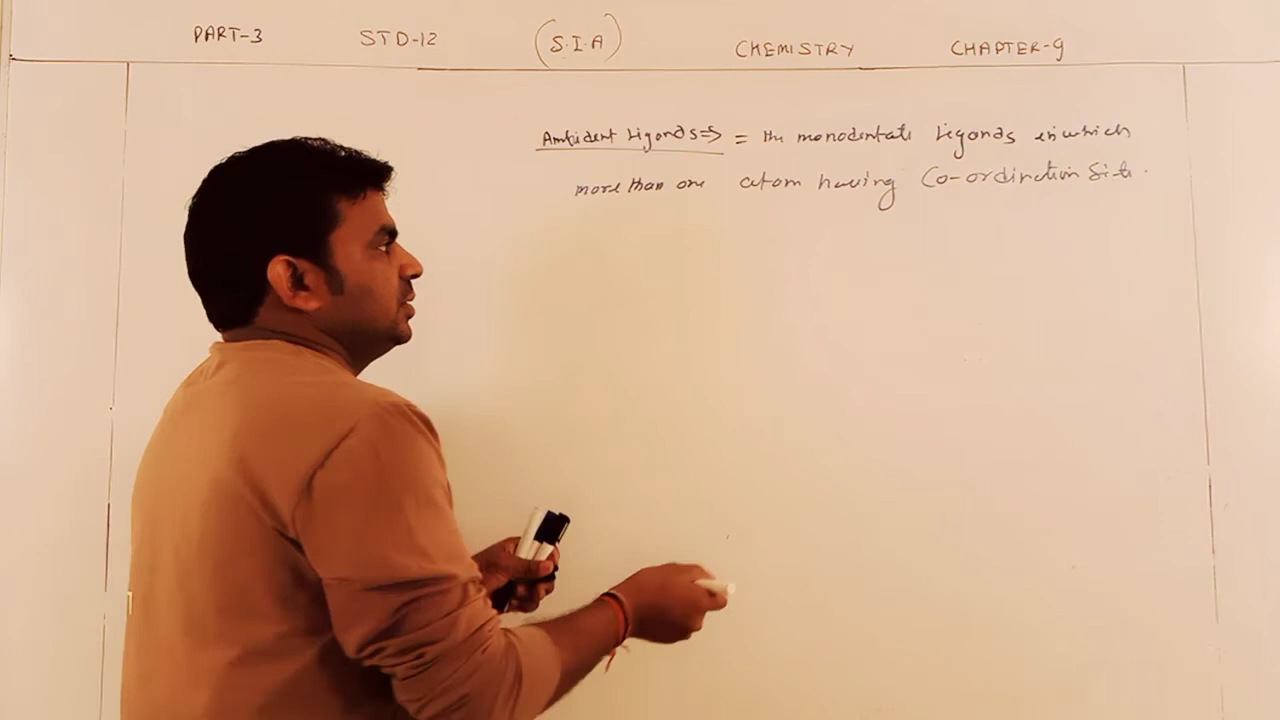 PART-3 STD-12 (S.I.A) CHEMISTRY CHAPTER-9
Ambident Ligands ⇒ = the monodentate Ligands in which
more than one atom having Co-ordination Site.